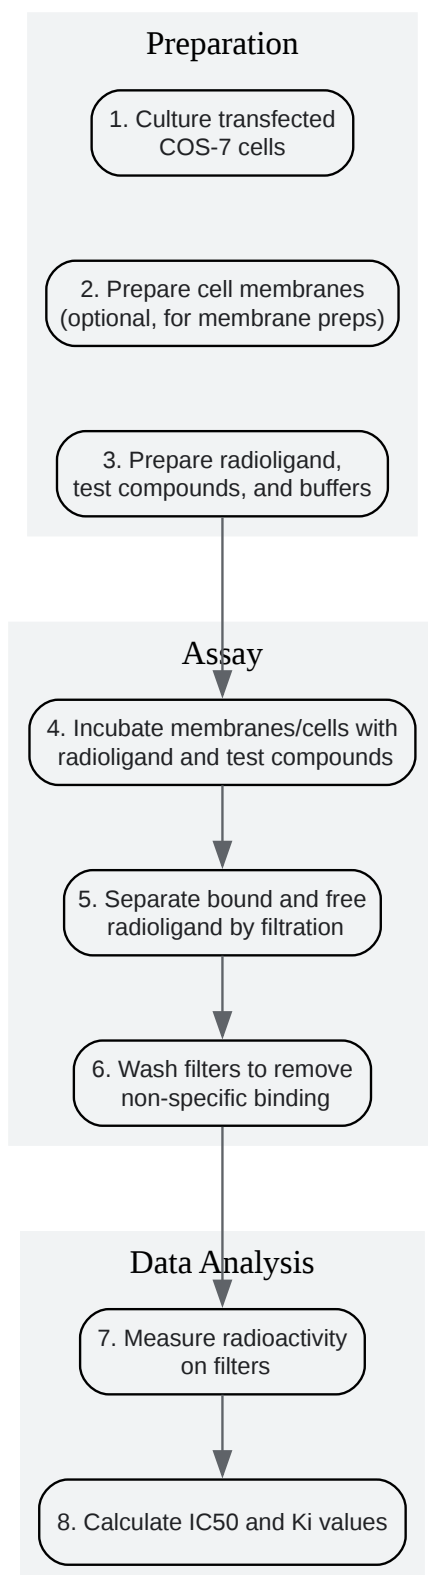 Preparation
1. Culture transfected
COS-7 cells
2. Prepare cell membranes
(optional, for membrane preps)
3. Prepare radioligand,
test compounds, and buffers
Assay
4. Incubate membranes/cells with
radioligand and test compounds
5. Separate bound and free
radioligand by filtration
6. Wash filters to remove
non-specific binding
Data Analysis
7. Measure radioactivity
on filters
8. Calculate IC50 and Ki values